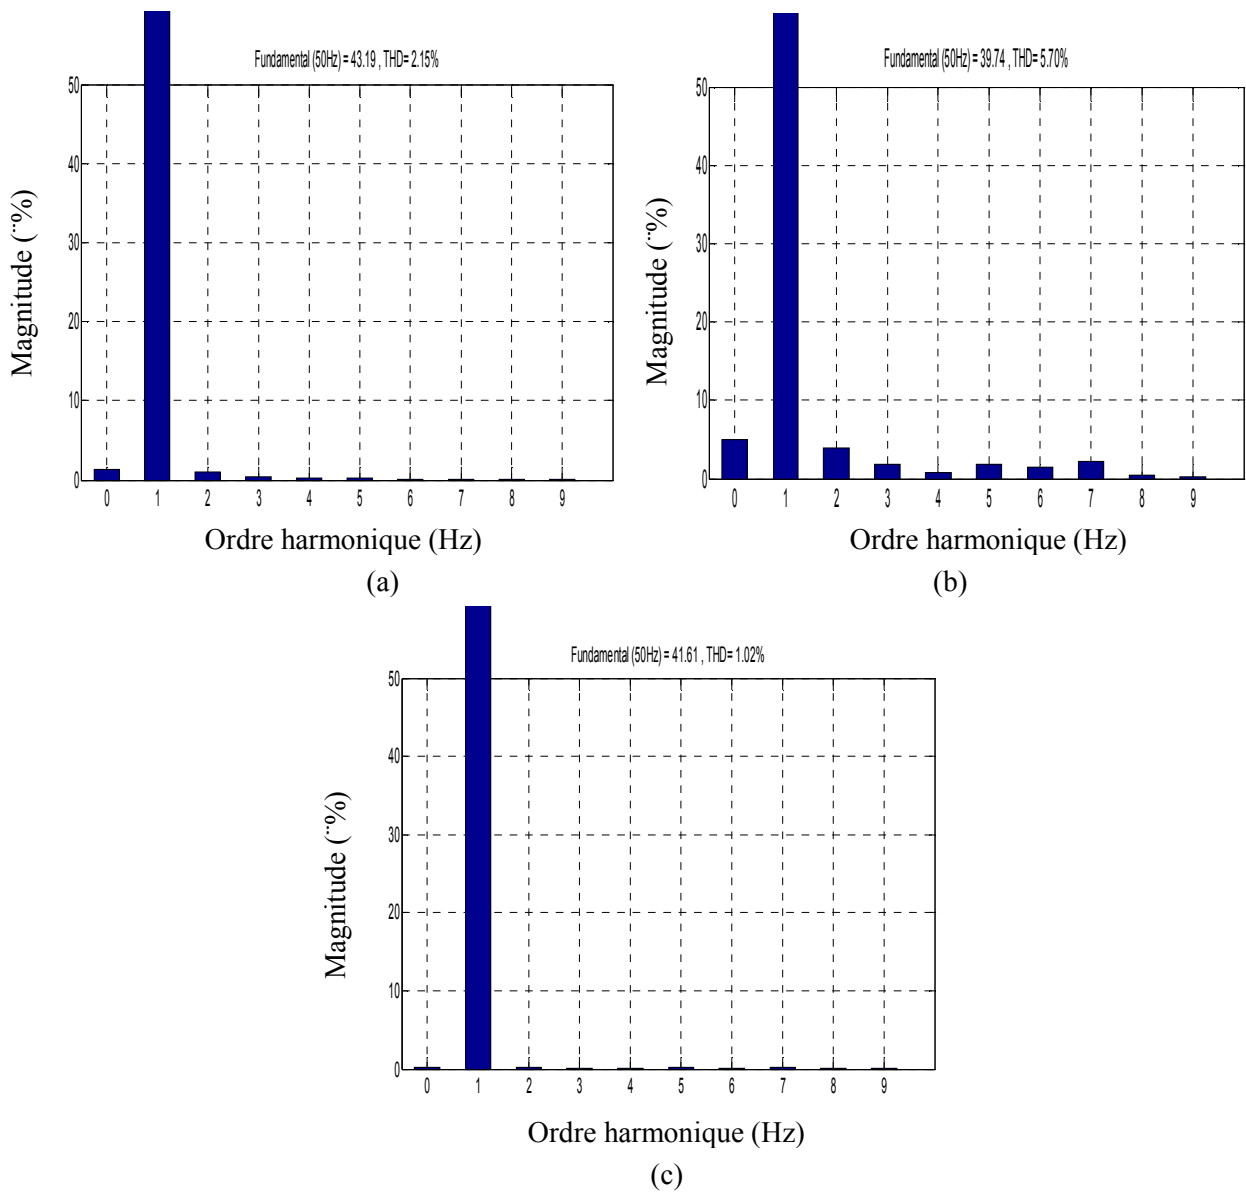 Fundamental (50Hz) = 43.19 , THD= 2.15%
50
40
30
20
10
0
0 1 2 3 4 5 6 7 8 9
Magnitude (¨%)
Ordre harmonique (Hz)
(a)
Fundamental (50Hz) = 39.74 , THD= 5.70%
50
40
30
20
10
0
0 1 2 3 4 5 6 7 8 9
Magnitude (¨%)
Ordre harmonique (Hz)
(b)
Fundamental (50Hz) = 41.61 , THD= 1.02%
50
40
30
20
10
0
0 1 2 3 4 5 6 7 8 9
Magnitude (¨%)
Ordre harmonique (Hz)
(c)